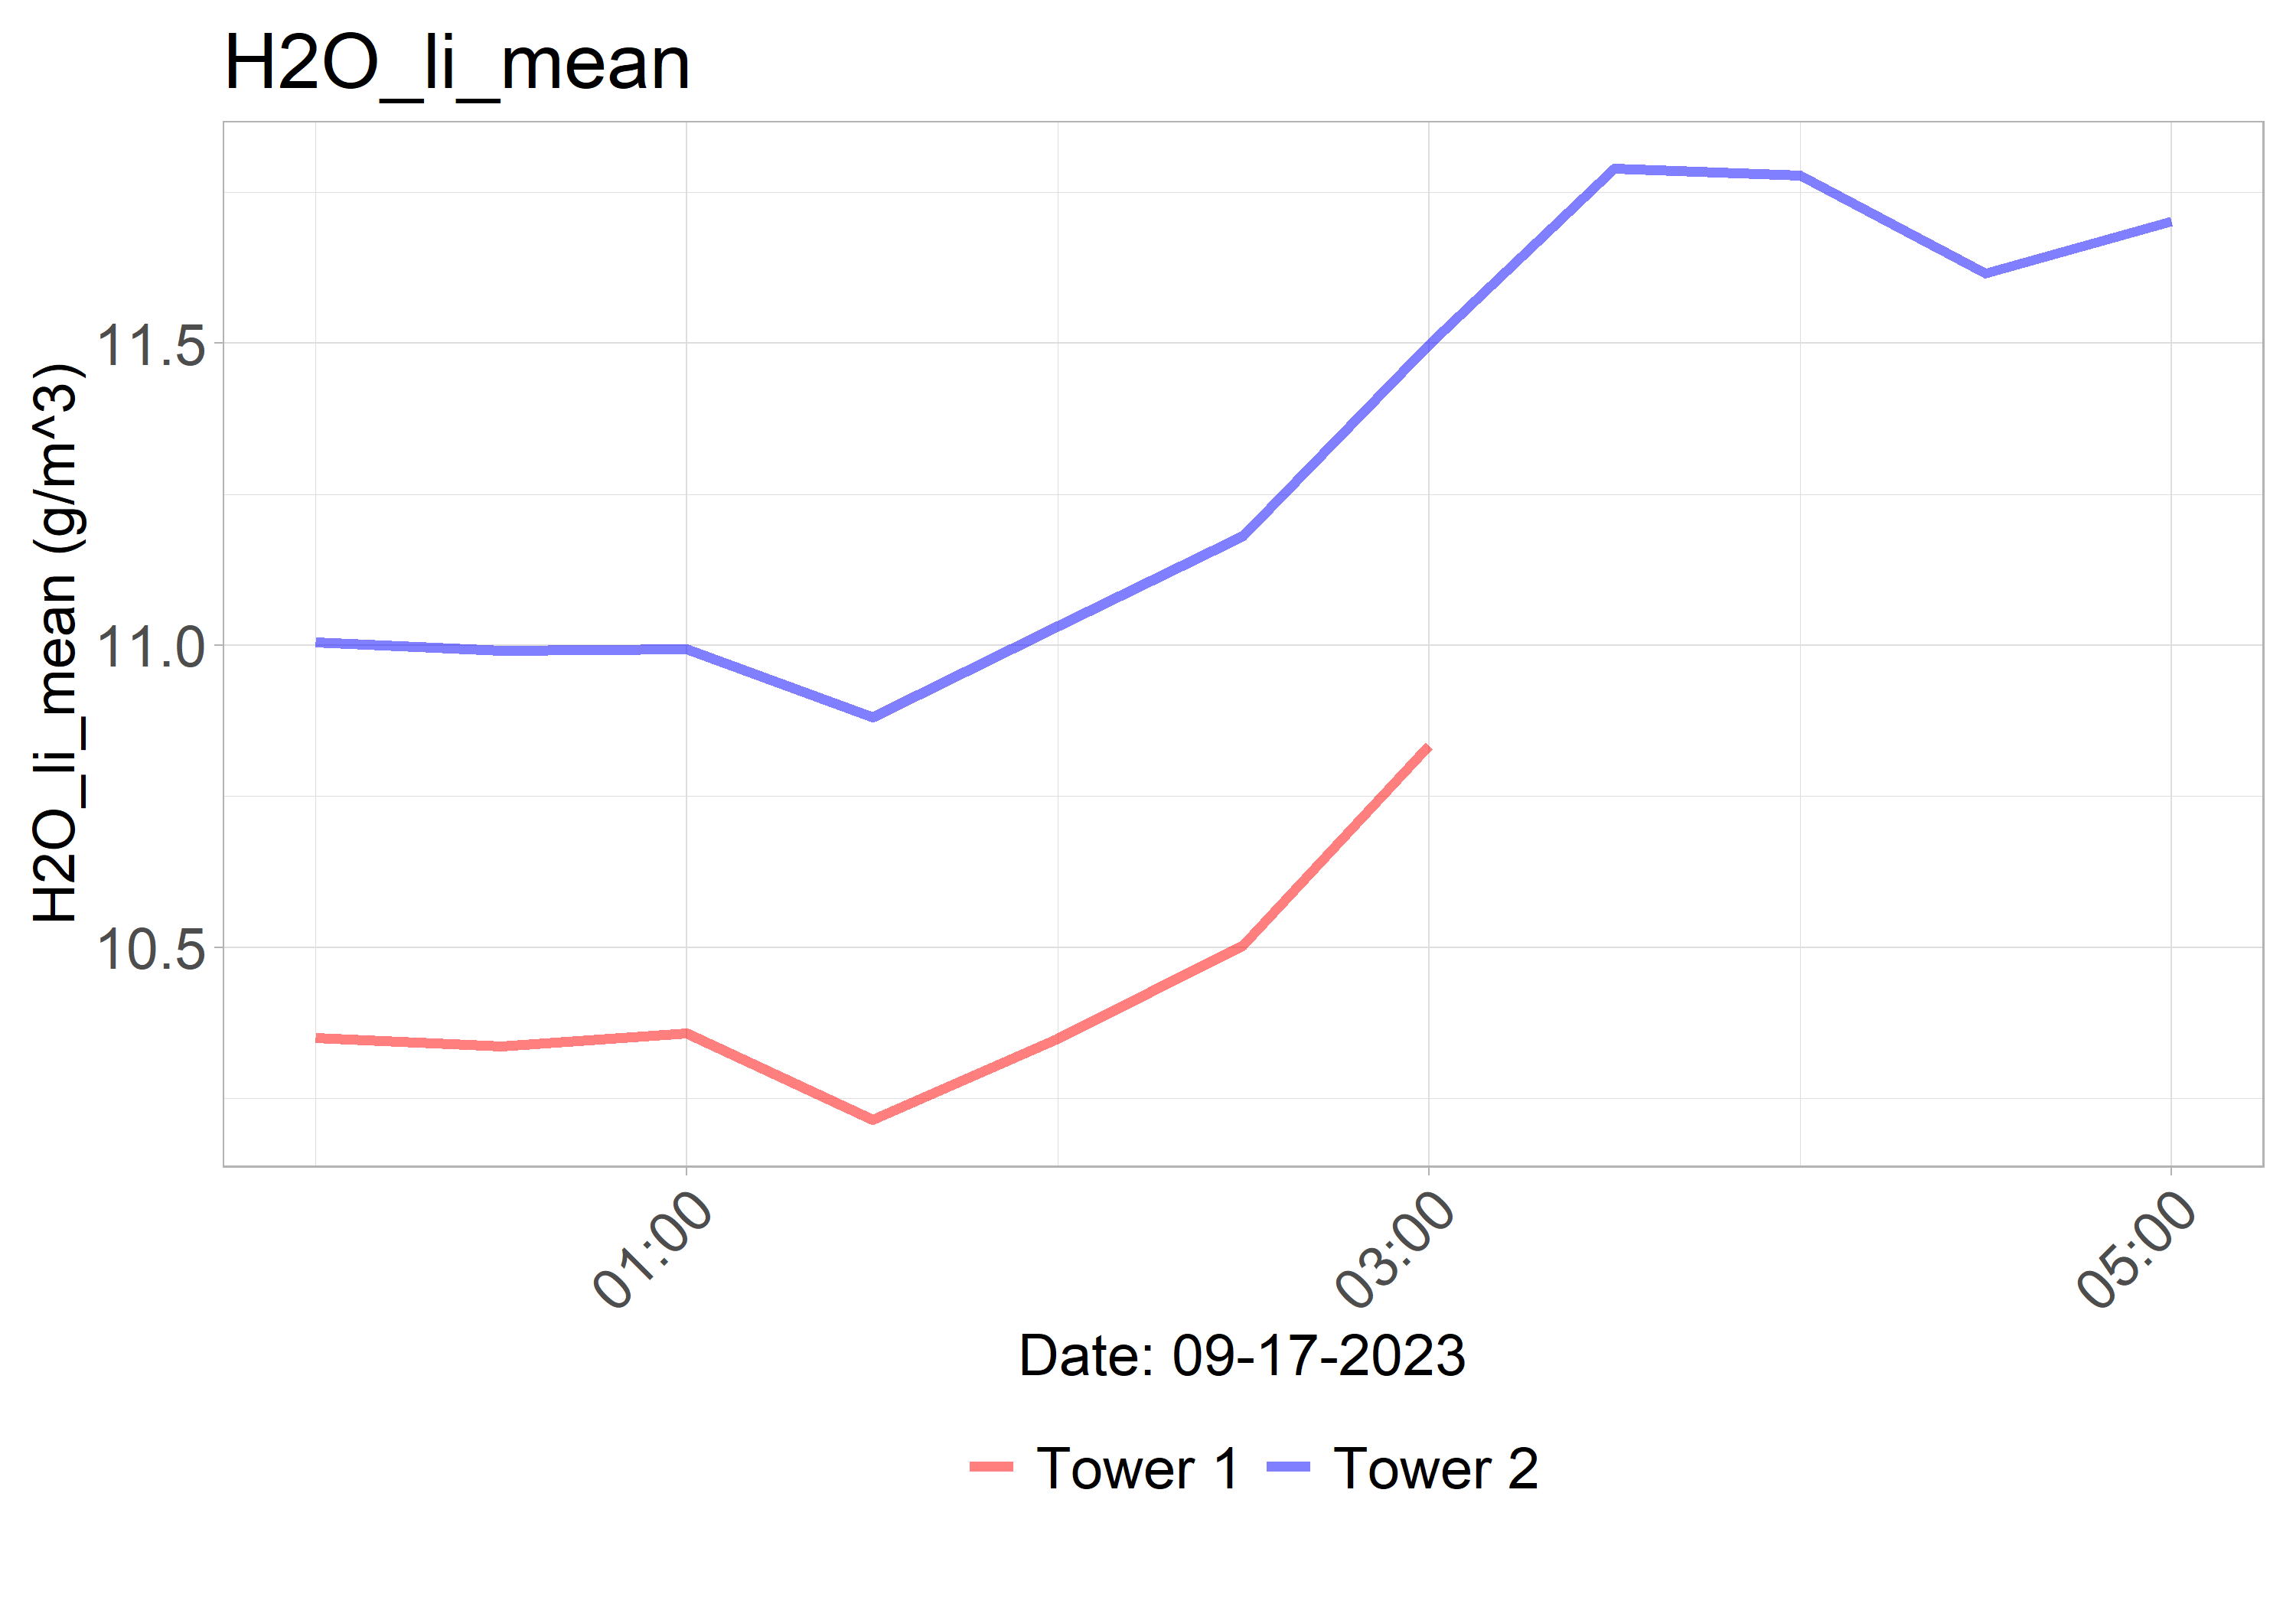 H2O_li_mean
H2O_li_mean (g/m^3)
11.5
11.0
10.5
01:00
03:00
05:00
Date: 09-17-2023
Tower 1
Tower 2